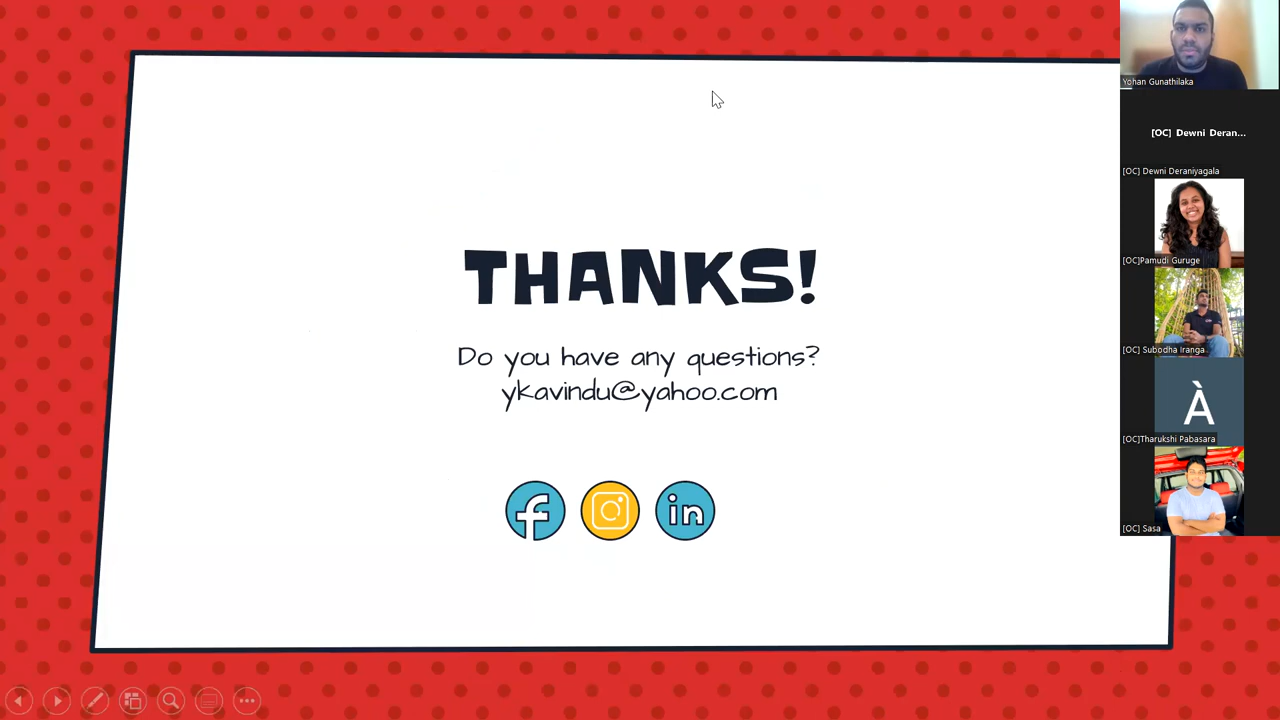 THANKS!
Do you have any questions?
ykavindu@yahoo.com
f
in
Yohan Gunathilaka
[OC] Dewni Deran...
[OC] Dewni Deraniyagala
[OC]Pamudi Guruge
[OC] Subodha Iranga
À
[OC]Tharukshi Pabasara
[OC] Sasa